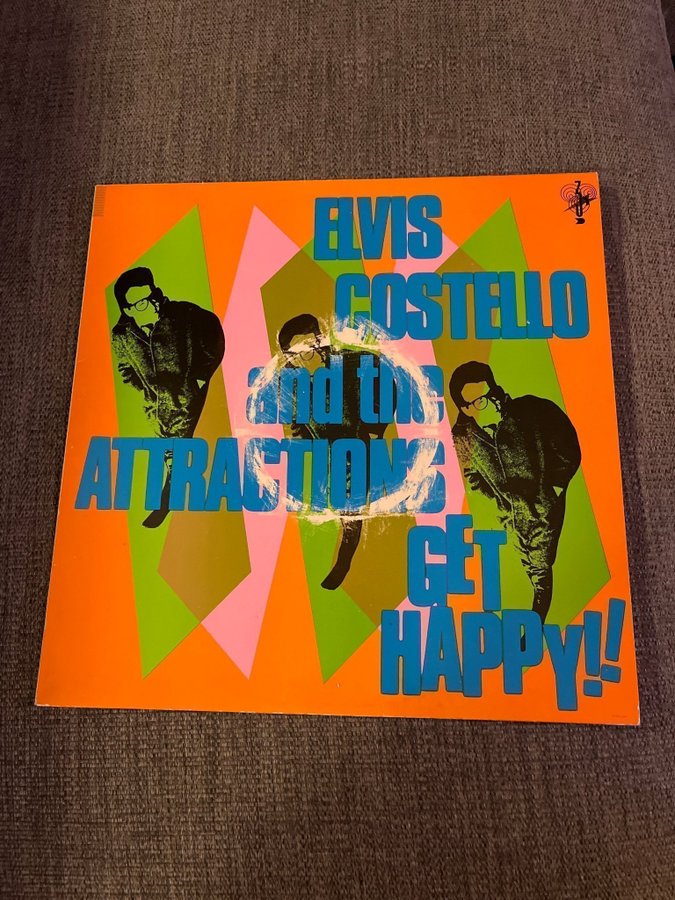 ELVIS
COSTELLO
and the
ATTRACTIONS
GET
HAPPY!!